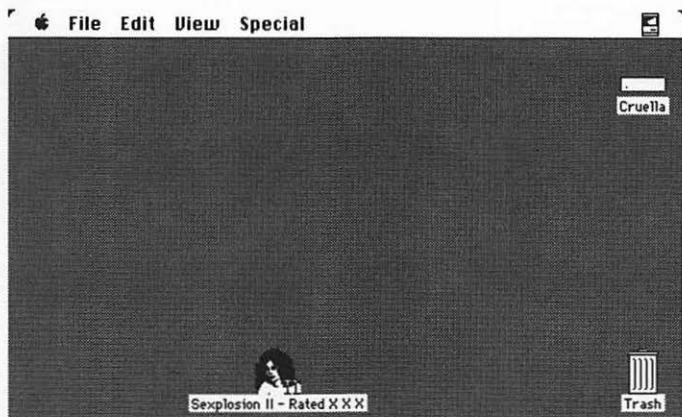 File Edit View Special
Cruella
Sexplosion II - Rated X X X
Trash